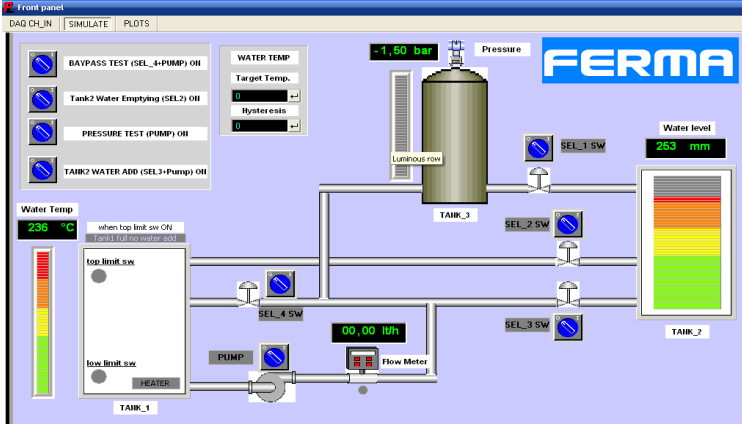 Front panel
DAQ CH_IN SIMULATE PLOTS
BAYPASS TEST (SEL_4+PUMP) ON
Tank2 Water Emptying (SEL2) ON
PRESSURE TEST (PUMP) ON
TANK2 WATER ADD (SEL3+Pump) ON
WATER TEMP
Target Temp.
0
Hysteresis
0
-1,50 bar
Pressure
FERMA
Luminous row
TANK_3
SEL_1 SW
Water level
253 mm
SEL_2 SW
Water Temp
236 °C
when top limit sw ON
Tank1 full no water add
top limit sw
SEL_4 SW
SEL_3 SW
TANK_2
00,00 lt/h
PUMP
Flow Meter
low limit sw
HEATER
TANK_1